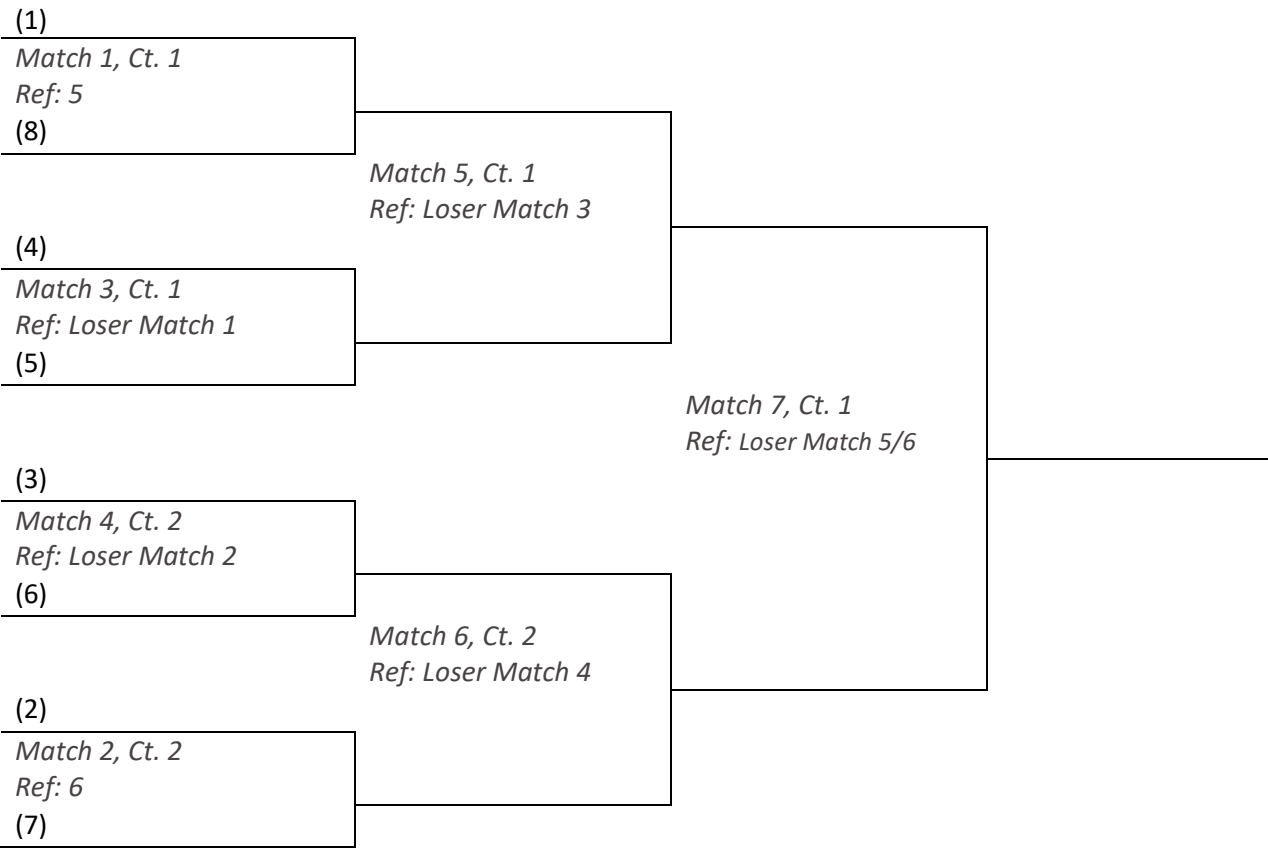 (1)
Match 1, Ct. 1
Ref: 5
(8)
Match 5, Ct. 1
Ref: Loser Match 3
(4)
Match 3, Ct. 1
Ref: Loser Match 1
(5)
Match 7, Ct. 1
Ref: Loser Match 5/6
(3)
Match 4, Ct. 2
Ref: Loser Match 2
(6)
Match 6, Ct. 2
Ref: Loser Match 4
(2)
Match 2, Ct. 2
Ref: 6
(7)